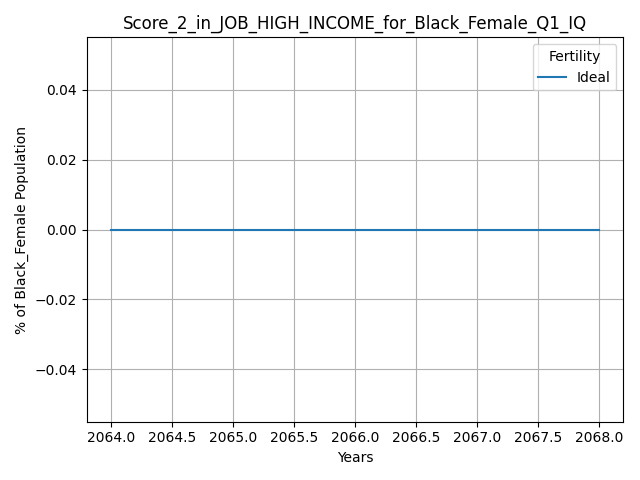 Score_2_in_JOB_HIGH_INCOME_for_Black_Female_Q1_IQ
Fertility
Ideal
% of Black_Female Population
0.04
0.02
0.00
−0.02
−0.04
2064.0 2064.5 2065.0 2065.5 2066.0 2066.5 2067.0 2067.5 2068.0
Years